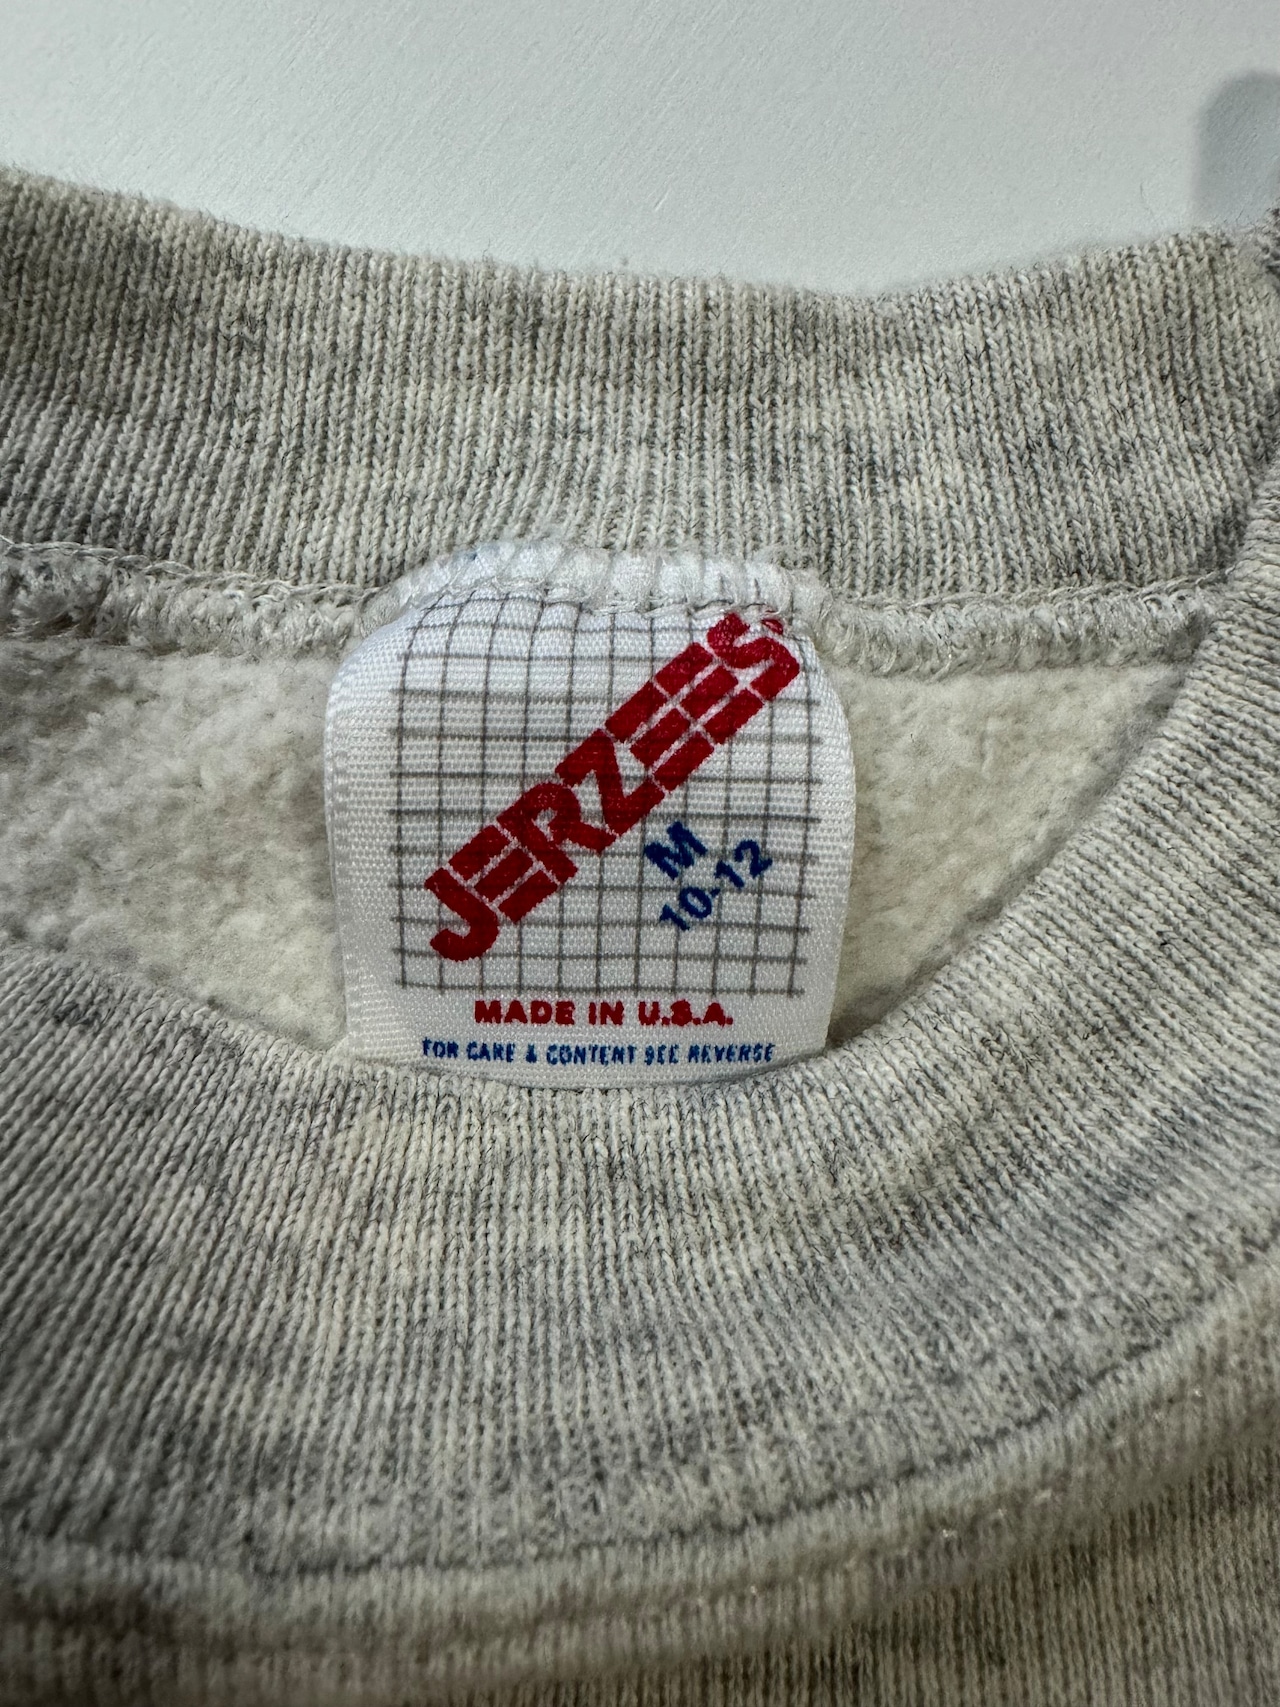 JERZEES
M
10-12
MADE IN U.S.A.
FOR CARE & CONTENT SEE REVERSE